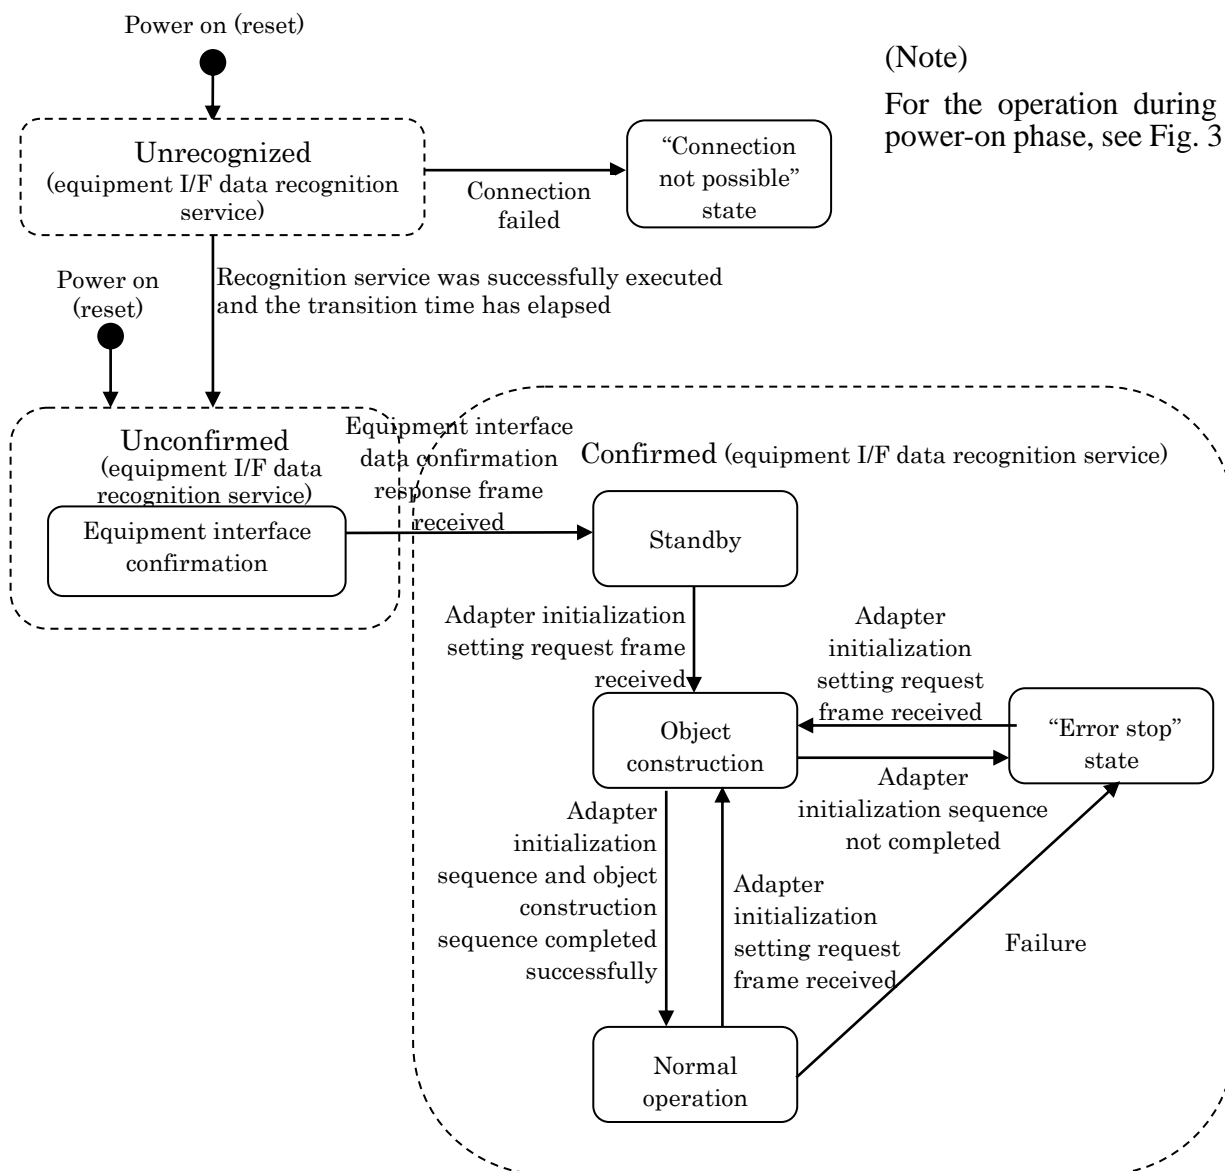 Power on (reset)
(Note)
For the operation during
power-on phase, see Fig. 3
Unrecognized
(equipment I/F data recognition
service)
Connection
failed
“Connection
not possible”
state
Power on
(reset)
Recognition service was successfully executed
and the transition time has elapsed
Unconfirmed
(equipment I/F data
recognition service)
Equipment interface
confirmation
Equipment interface
data confirmation
response frame
received
Confirmed (equipment I/F data recognition service)
Standby
Adapter initialization
setting request frame
received
Adapter
initialization
setting request
frame received
Object
construction
“Error stop”
state
Adapter
initialization sequence
not completed
Adapter
initialization
sequence and object
construction
sequence completed
successfully
Adapter
initialization
setting request
frame received
Failure
Normal
operation